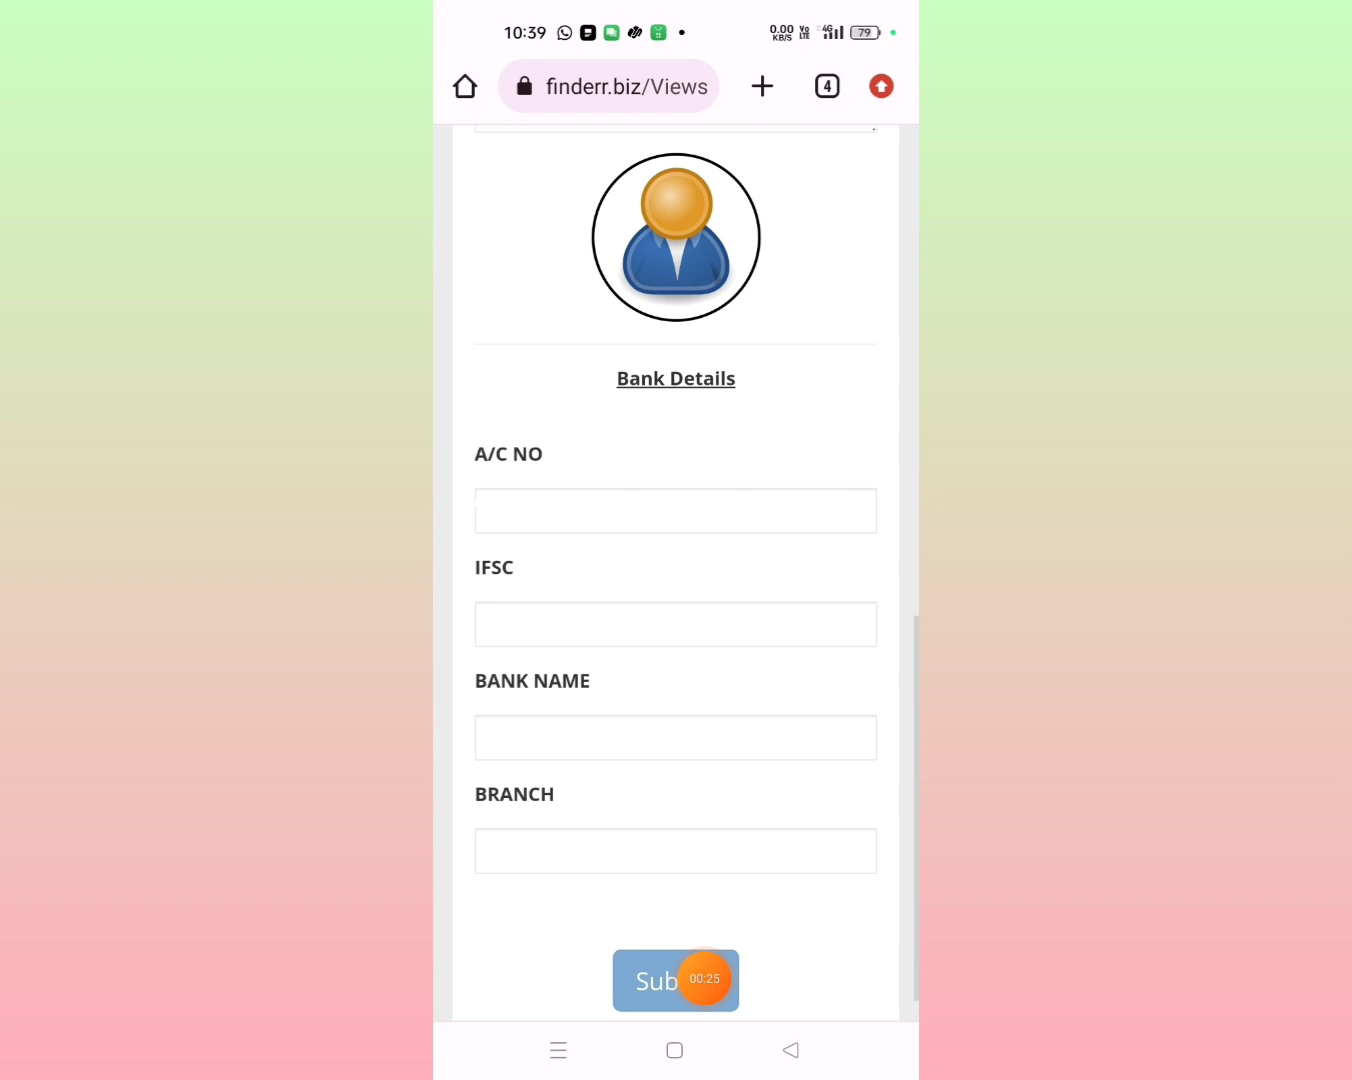 10:39
0.00 KB/S Vo LTE 4G 79
finderr.biz/Views
4
Bank Details
A/C NO
IFSC
BANK NAME
BRANCH
Sub
00:25